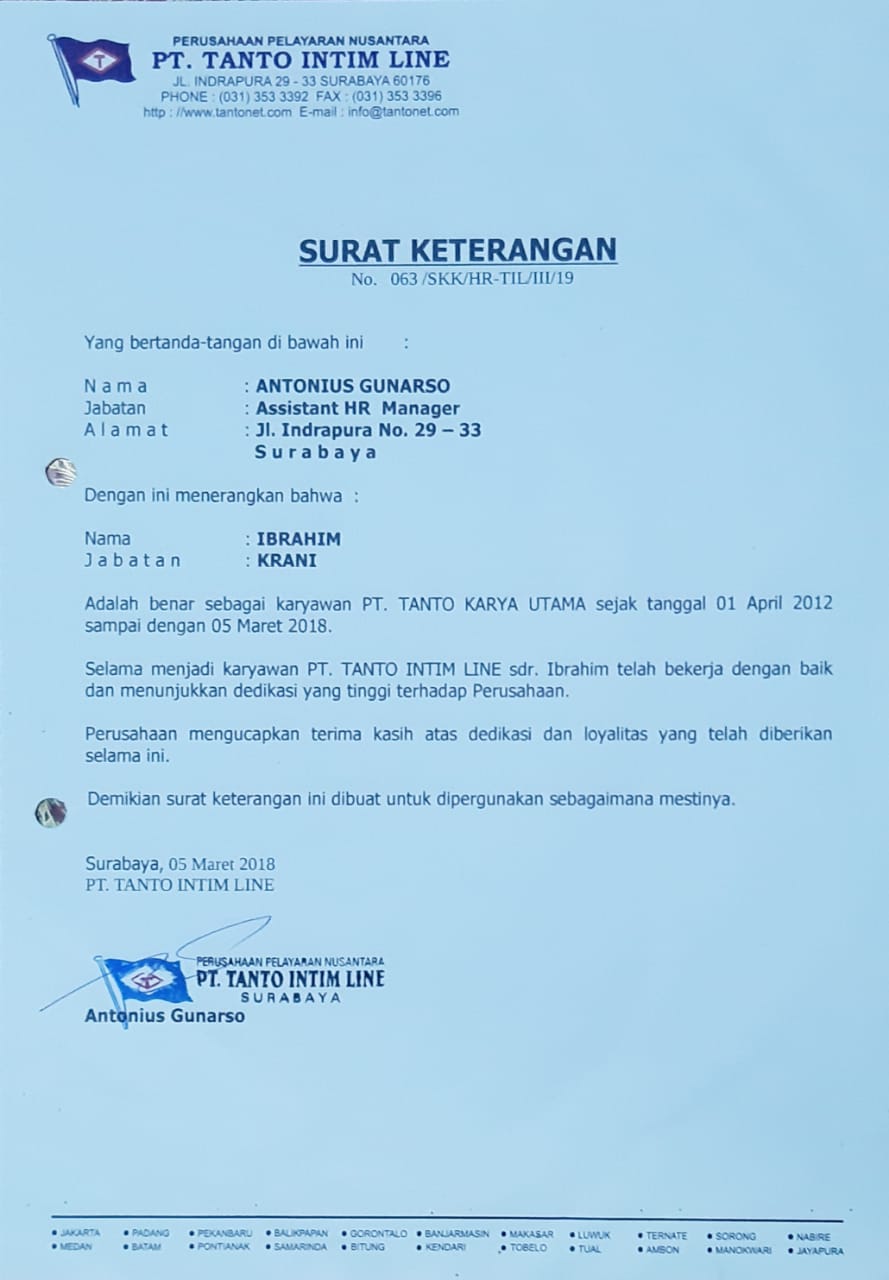 PERUSAHAAN PELAYARAN NUSANTARA
PT. TANTO INTIM LINE
JL. INDRAPURA 29 - 33 SURABAYA 60176
PHONE : (031) 353 3392 FAX : (031) 353 3396
http : //www.tantonet.com E-mail : info@tantonet.com
T
SURAT KETERANGAN
No. 063 /SKK/HR-TIL/III/19
Yang bertanda-tangan di bawah ini :
N a m a : ANTONIUS GUNARSO
Jabatan : Assistant HR Manager
A l a m a t : Jl. Indrapura No. 29 – 33
S u r a b a y a
Dengan ini menerangkan bahwa :
Nama : IBRAHIM
J a b a t a n : KRANI
Adalah benar sebagai karyawan PT. TANTO KARYA UTAMA sejak tanggal 01 April 2012
sampai dengan 05 Maret 2018.
Selama menjadi karyawan PT. TANTO INTIM LINE sdr. Ibrahim telah bekerja dengan baik
dan menunjukkan dedikasi yang tinggi terhadap Perusahaan.
Perusahaan mengucapkan terima kasih atas dedikasi dan loyalitas yang telah diberikan
selama ini.
Demikian surat keterangan ini dibuat untuk dipergunakan sebagaimana mestinya.
Surabaya, 05 Maret 2018
PT. TANTO INTIM LINE
PERUSAHAAN PELAYARAN NUSANTARA
PT. TANTO INTIM LINE
SURABAYA
T
Antonius Gunarso
• JAKARTA • PADANG • PEKANBARU • BALIKPAPAN • GORONTALO • BANJARMASIN • MAKASAR • LUWUK • TERNATE • SORONG • NABIRE
• MEDAN • BATAM • PONTIANAK • SAMARINDA • BITUNG • KENDARI • TOBELO • TUAL • AMBON • MANOKWARI • JAYAPURA